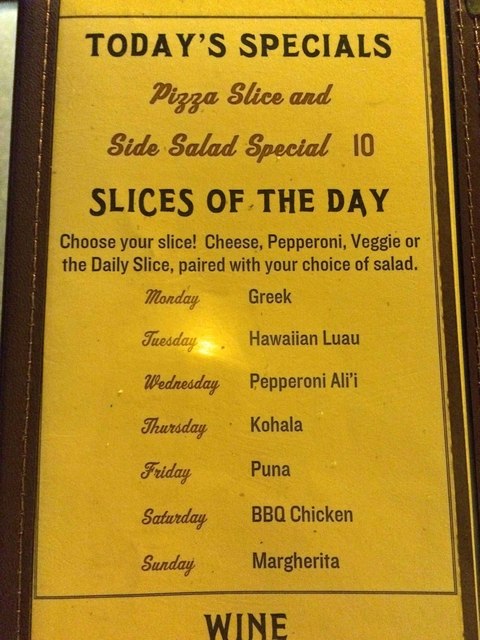 TODAY'S SPECIALS
Pizza Slice and
Side Salad Special 10
SLICES OF THE DAY
Choose your slice! Cheese, Pepperoni, Veggie or
the Daily Slice, paired with your choice of salad.
Monday Greek
Tuesday Hawaiian Luau
Wednesday Pepperoni Ali'i
Thursday Kohala
Friday Puna
Saturday BBQ Chicken
Sunday Margherita
WINE